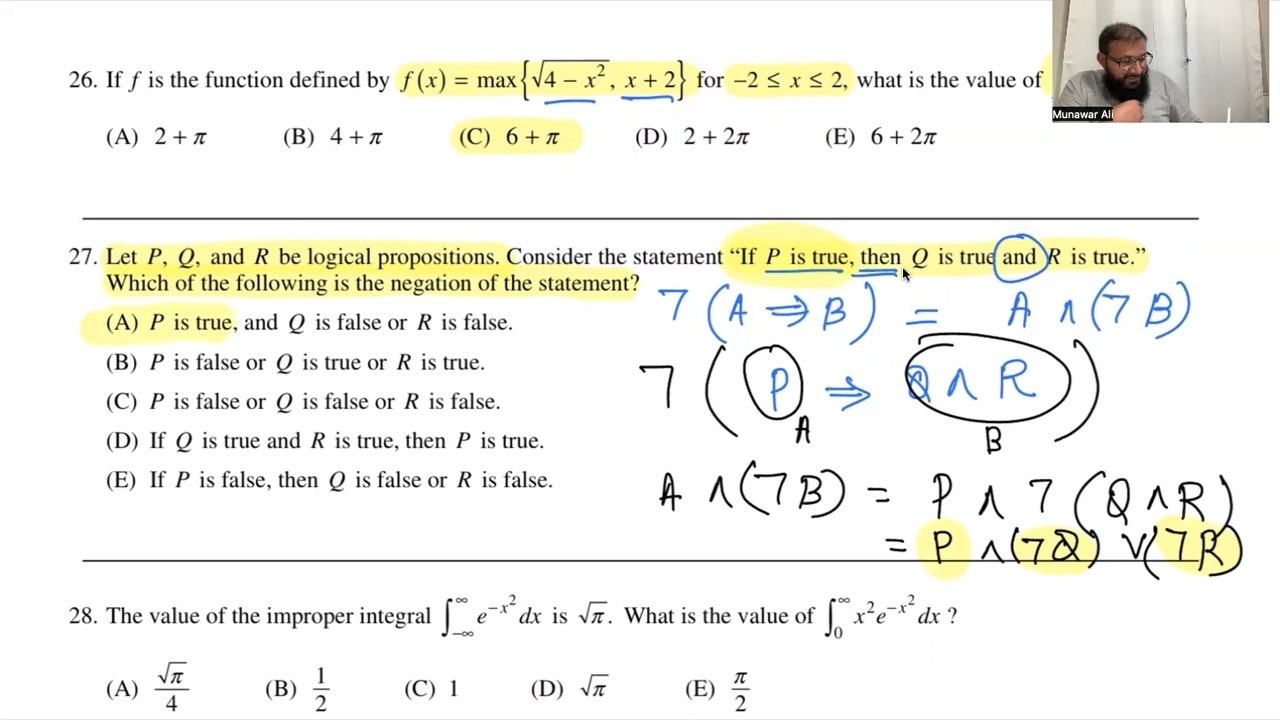 26. If f is the function defined by f(x) = max{√(4 − x²), x + 2} for −2 ≤ x ≤ 2, what is the value of
(A) 2 + π (B) 4 + π (C) 6 + π (D) 2 + 2π (E) 6 + 2π
Munawar Ali
27. Let P, Q, and R be logical propositions. Consider the statement “If P is true, then Q is true and R is true.”
Which of the following is the negation of the statement?
¬(A ⇒ B) = A ∧ (¬B)
(A) P is true, and Q is false or R is false.
(B) P is false or Q is true or R is true.
¬(P ⇒ Q ∧ R)
A B
(C) P is false or Q is false or R is false.
(D) If Q is true and R is true, then P is true.
(E) If P is false, then Q is false or R is false.
A ∧ (¬B) = P ∧ ¬(Q ∧ R)
= P ∧ (¬Q) ∨ (¬R)
28. The value of the improper integral ∫_{−∞}^{∞} e^{−x²} dx is √π. What is the value of ∫_0^∞ x² e^{−x²} dx ?
(A) √π/4 (B) 1/2 (C) 1 (D) √π (E) π/2